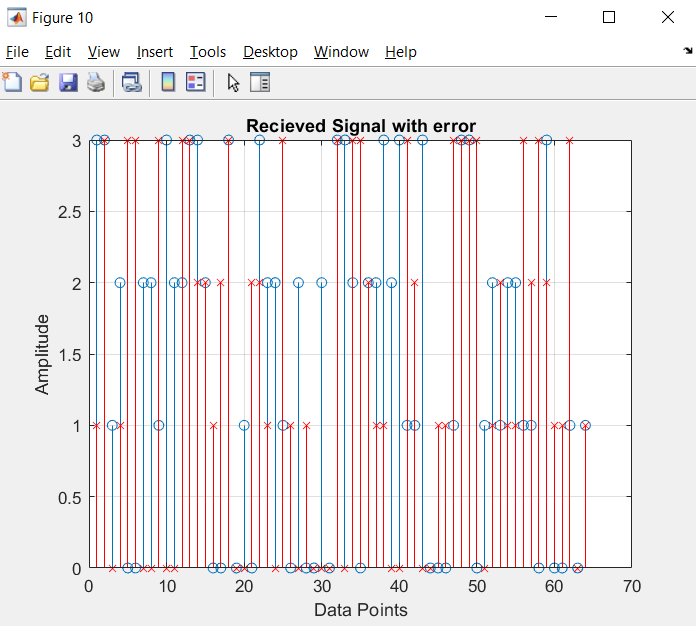 Figure 10
File Edit View Insert Tools Desktop Window Help
Recieved Signal with error
3
2.5
2
1.5
1
0.5
0
Amplitude
0 10 20 30 40 50 60 70
Data Points